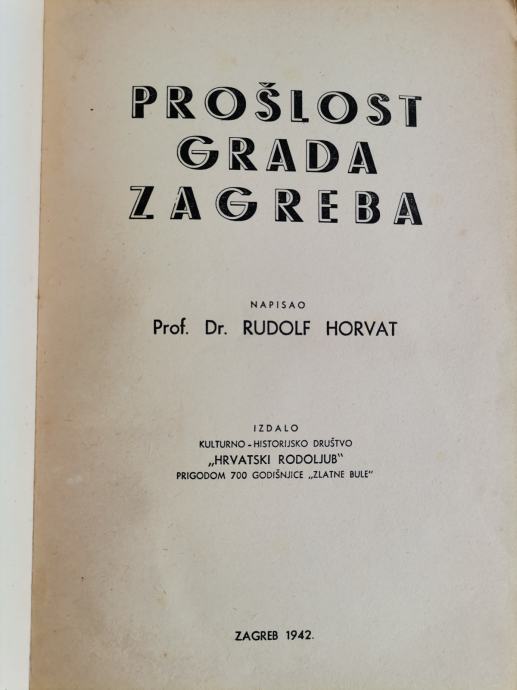 PROŠLOST
GRADA
ZAGREBA
NAPISAO
Prof. Dr. RUDOLF HORVAT
IZDALO
KULTURNO-HISTORIJSKO DRUŠTVO
„HRVATSKI RODOLJUB"
PRIGODOM 700 GODIŠNJICE „ZLATNE BULE"
ZAGREB 1942.